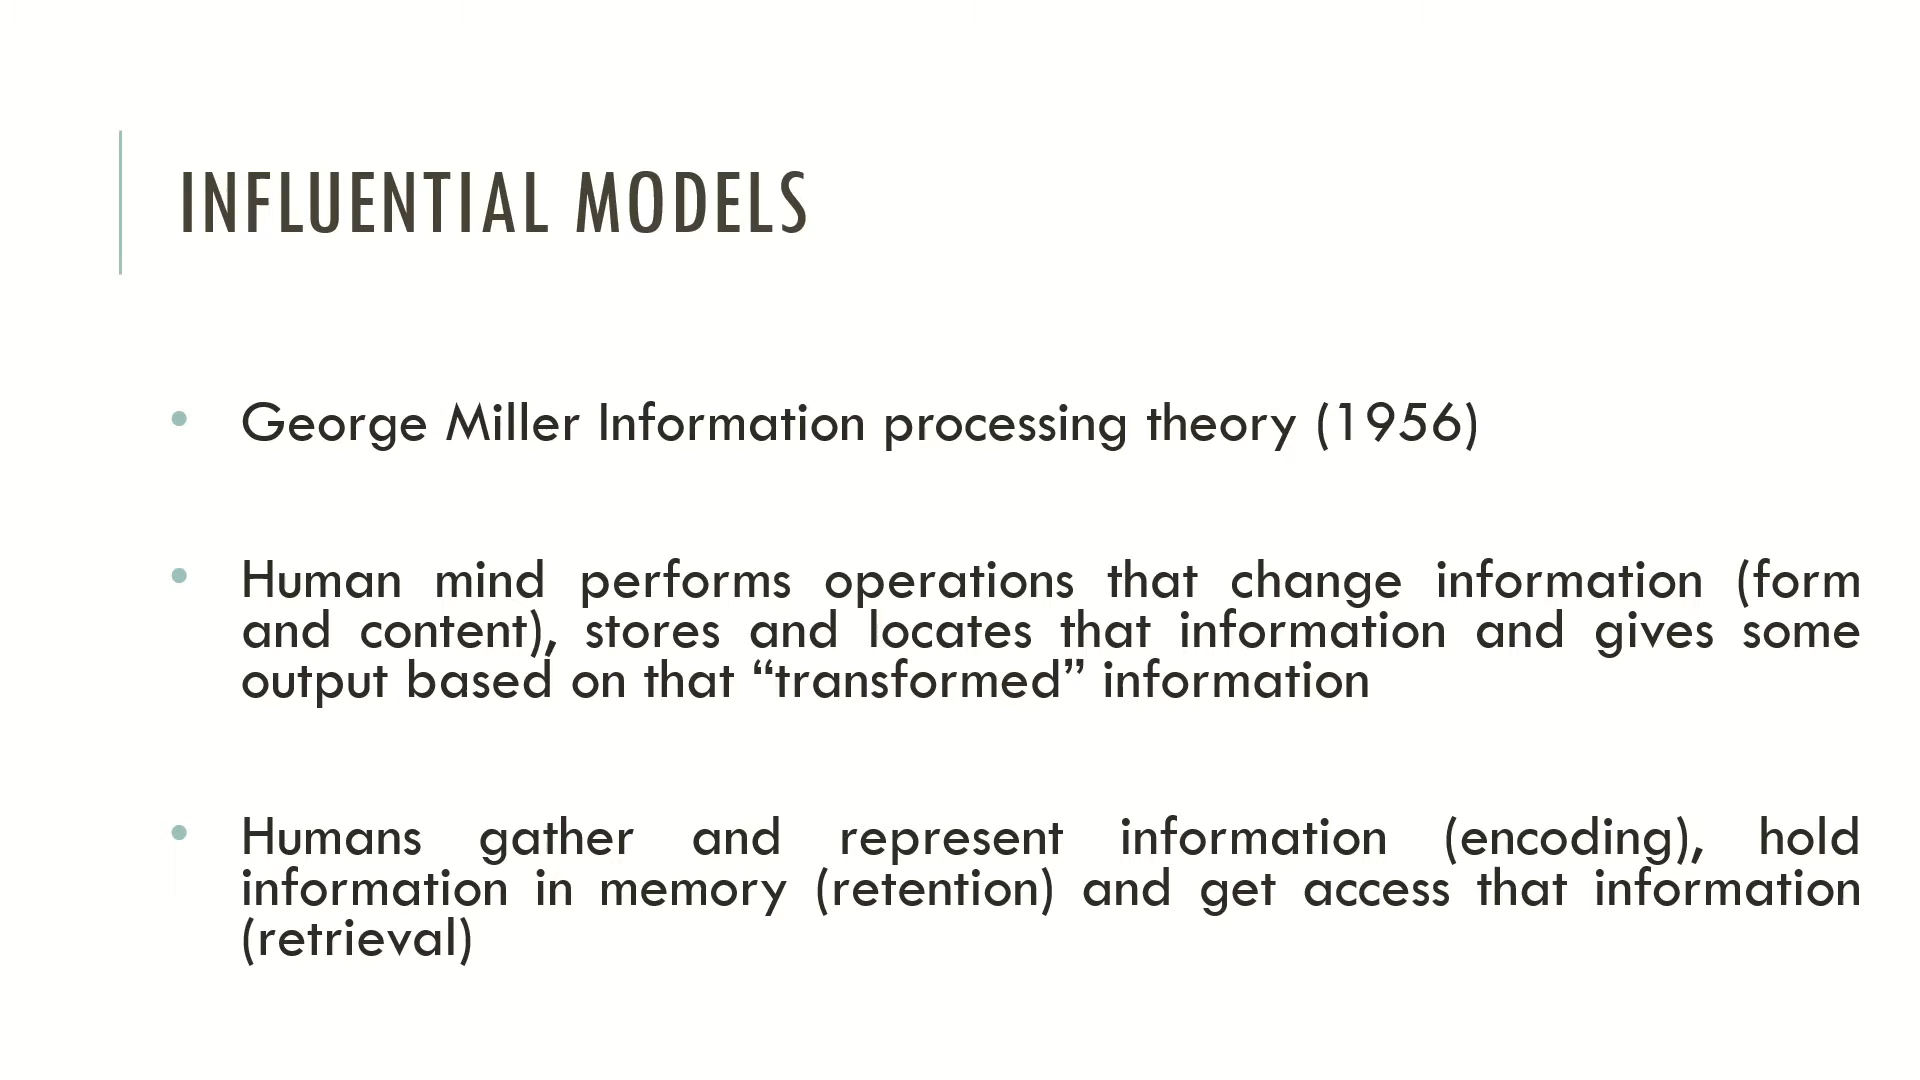 INFLUENTIAL MODELS
• George Miller Information processing theory (1956)
• Human mind performs operations that change information (form
and content), stores and locates that information and gives some
output based on that “transformed” information
• Humans gather and represent information (encoding), hold
information in memory (retention) and get access that information
(retrieval)